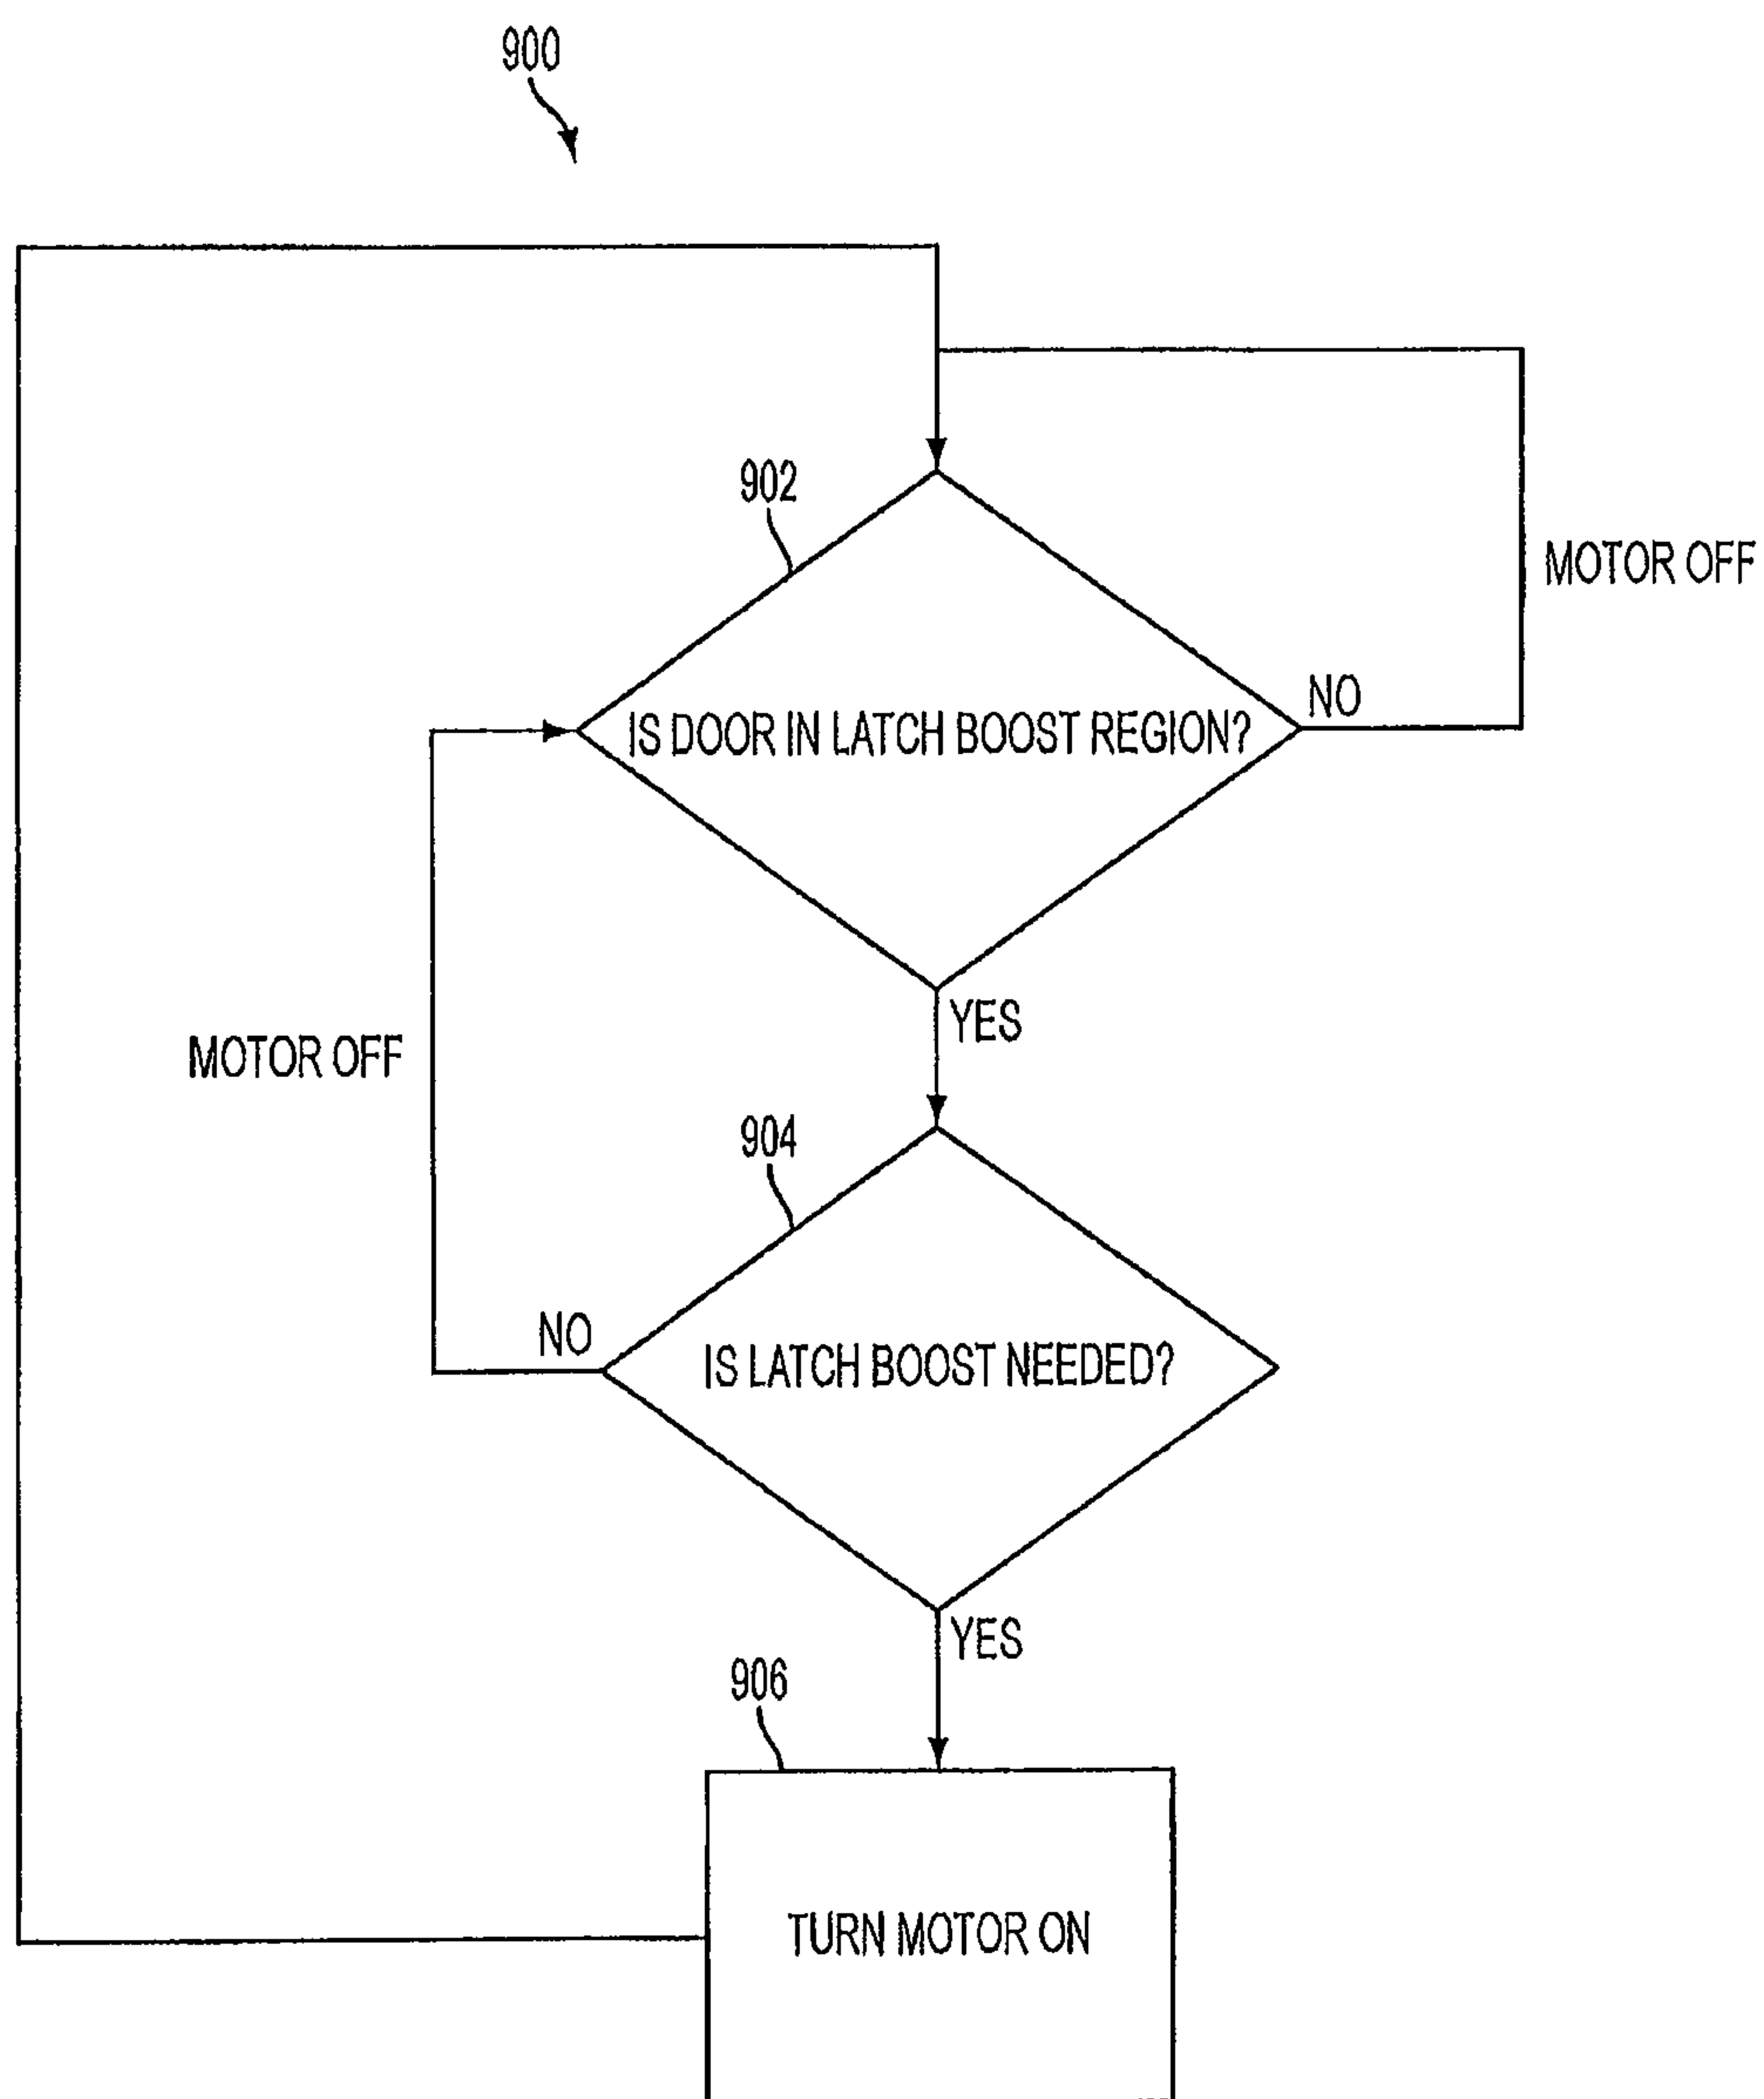 900
902
MOTOR OFF
NO
IS DOOR IN LATCH BOOST REGION?
YES
MOTOR OFF
904
NO
IS LATCH BOOST NEEDED?
YES
906
TURN MOTOR ON